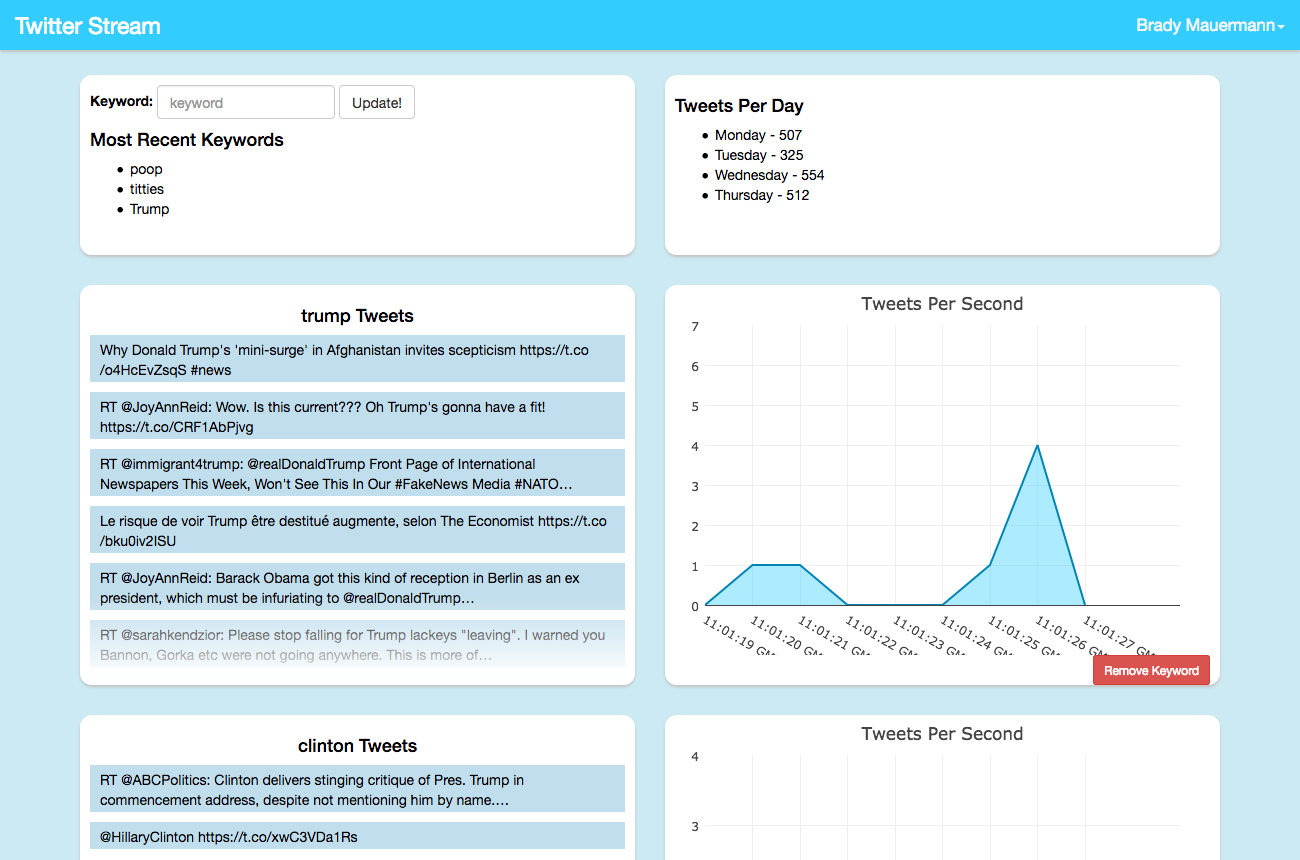 Twitter Stream
Brady Mauermann
Keyword: keyword Update!
Most Recent Keywords
poop
titties
Trump
Tweets Per Day
Monday - 507
Tuesday - 325
Wednesday - 554
Thursday - 512
trump Tweets
Why Donald Trump's 'mini-surge' in Afghanistan invites scepticism https://t.co
/o4HcEvZsqS #news
RT @JoyAnnReid: Wow. Is this current??? Oh Trump's gonna have a fit!
https://t.co/CRF1AbPjvg
RT @immigrant4trump: @realDonaldTrump Front Page of International
Newspapers This Week, Won't See This In Our #FakeNews Media #NATO…
Le risque de voir Trump être destitué augmente, selon The Economist https://t.co
/bku0iv2ISU
RT @JoyAnnReid: Barack Obama got this kind of reception in Berlin as an ex
president, which must be infuriating to @realDonaldTrump…
RT @sarahkendzior: Please stop falling for Trump lackeys "leaving". I warned you
Bannon, Gorka etc were not going anywhere. This is more of…
Tweets Per Second
7
6
5
4
3
2
1
0
11:01:19 GM
11:01:20 GM
11:01:21 GM
11:01:22 GM
11:01:23 GM
11:01:24 GM
11:01:25 GM
11:01:26 GM
11:01:27 GM
Remove Keyword
clinton Tweets
RT @ABCPolitics: Clinton delivers stinging critique of Pres. Trump in
commencement address, despite not mentioning him by name.…
@HillaryClinton https://t.co/xwC3VDa1Rs
Tweets Per Second
4
3